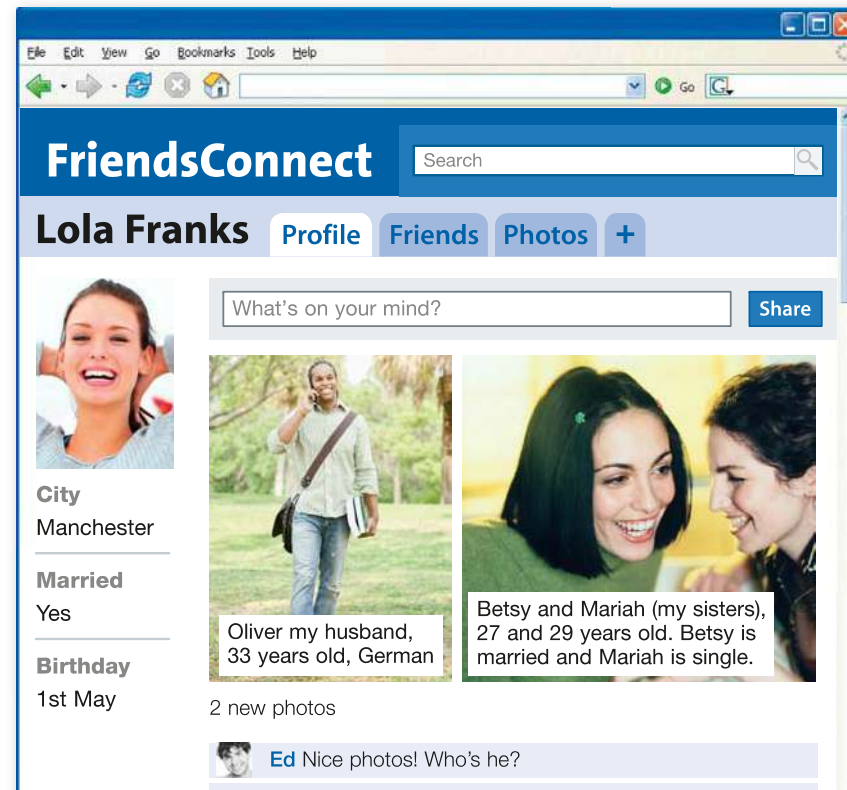 File Edit View Go Bookmarks Tools Help
Go G
FriendsConnect
Search
Lola Franks Profile Friends Photos +
What's on your mind? Share
City
Manchester
Married
Yes
Birthday
1st May
Oliver my husband,
33 years old, German
Betsy and Mariah (my sisters),
27 and 29 years old. Betsy is
married and Mariah is single.
2 new photos
Ed Nice photos! Who's he?